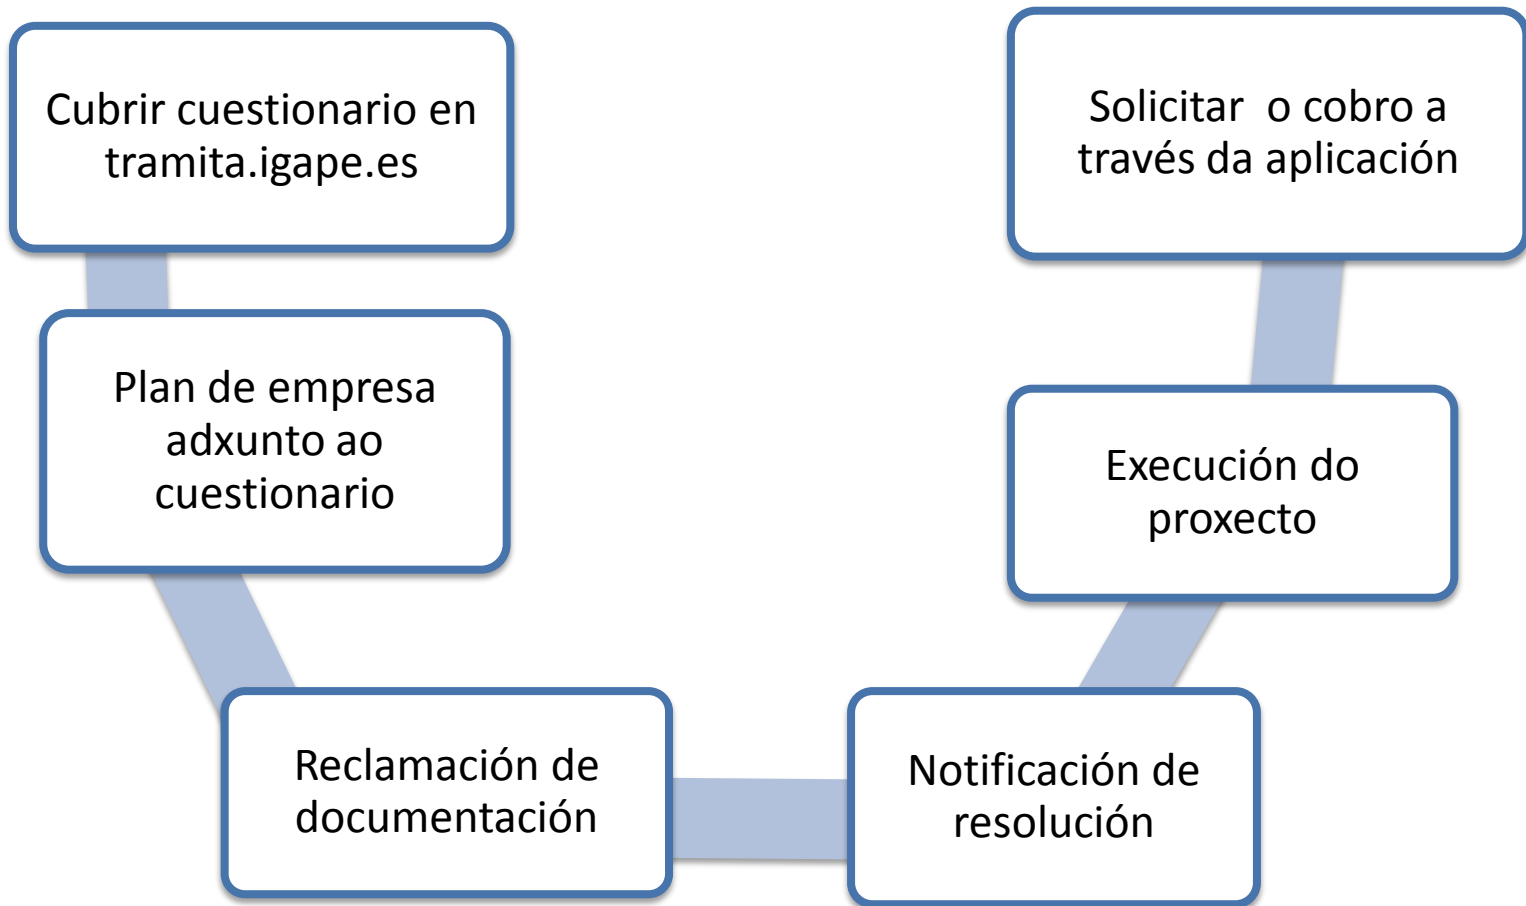 Cubrir cuestionario en
tramita.igape.es
Plan de empresa
adxunto ao
cuestionario
Reclamación de
documentación
Notificación de
resolución
Execución do
proxecto
Solicitar  o cobro a
través da aplicación